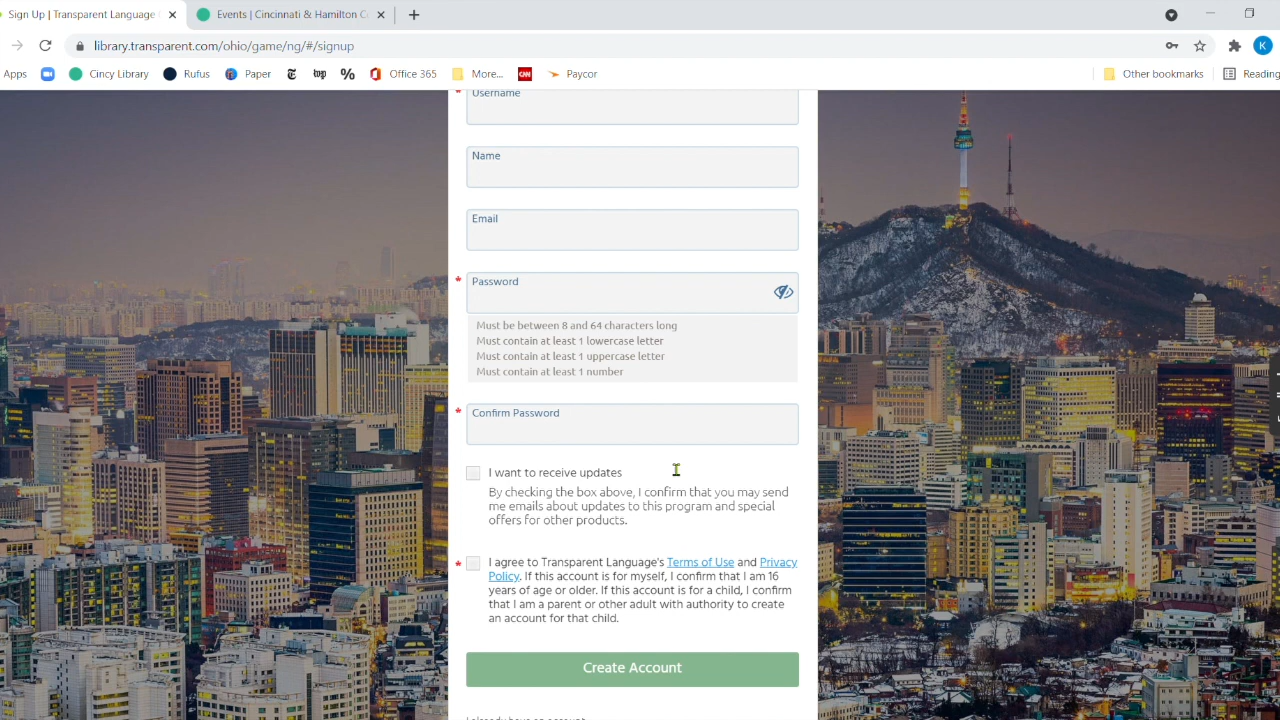 Sign Up | Transparent Language
Events | Cincinnati & Hamilton C
library.transparent.com/ohio/game/ng/#/signup
K
Apps
Cincy Library
Rufus
Paper
Office 365
More...
CNN
Paycor
Other bookmarks
Reading
* Username
Name
Email
* Password
Must be between 8 and 64 characters long
Must contain at least 1 lowercase letter
Must contain at least 1 uppercase letter
Must contain at least 1 number
* Confirm Password
I want to receive updates
By checking the box above, I confirm that you may send
me emails about updates to this program and special
offers for other products.
* I agree to Transparent Language's Terms of Use and Privacy
Policy. If this account is for myself, I confirm that I am 16
years of age or older. If this account is for a child, I confirm
that I am a parent or other adult with authority to create
an account for that child.
Create Account
I already have an account